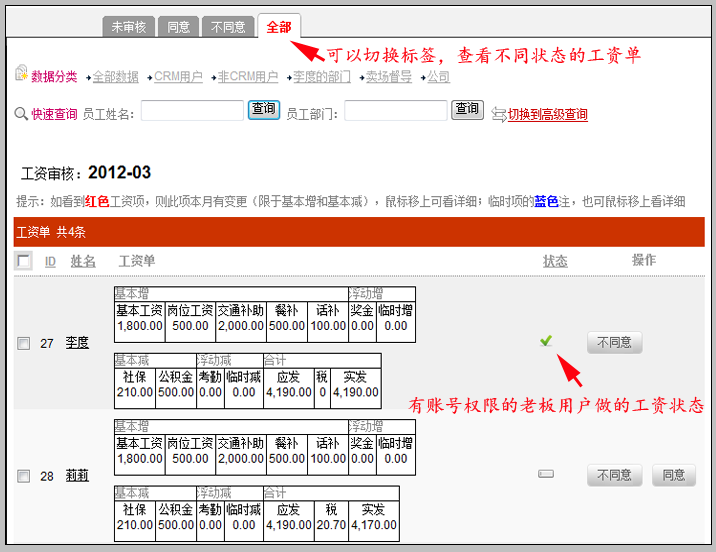 未审核 同意 不同意 全部
可以切换标签，查看不同状态的工资单
数据分类 全部数据 CRM用户 非CRM用户 李度的部门 卖场督导 公司
快速查询 员工姓名： 查询 员工部门： 查询 切换到高级查询
工资审核：2012-03
提示：如看到红色工资项，则此项本月有变更（限于基本增和基本减），鼠标移上可看详细；临时项的蓝色注，也可鼠标移上看详细
工资单 共4条
ID 姓名 工资单 状态 操作
基本增 浮动增
基本工资 岗位工资 交通补助 餐补 话补 奖金 临时增
1,800.00 500.00 2,000.00 500.00 100.00 0.00 0.00
27 李度 不同意
基本减 浮动减 合计
社保 公积金 考勤 临时减 应发 税 实发
210.00 500.00 0.00 0.00 4,190.00 0 4,190.00
有账号权限的老板用户做的工资状态
基本增 浮动增
基本工资 岗位工资 交通补助 餐补 话补 奖金 临时增
1,800.00 500.00 2,000.00 500.00 100.00 0.00 0.00
28 莉莉 不同意 同意
基本减 浮动减 合计
社保 公积金 考勤 临时减 应发 税 实发
210.00 500.00 0.00 0.00 4,190.00 20.70 4,170.00